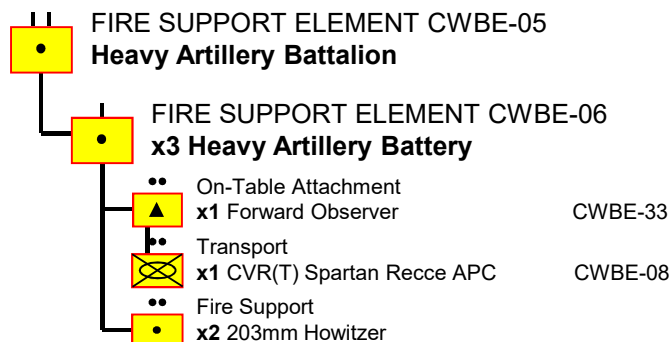 FIRE SUPPORT ELEMENT CWBE-05
Heavy Artillery Battalion
FIRE SUPPORT ELEMENT CWBE-06
x3 Heavy Artillery Battery
On-Table Attachment
x1 Forward Observer CWBE-33
Transport
x1 CVR(T) Spartan Recce APC CWBE-08
Fire Support
x2 203mm Howitzer